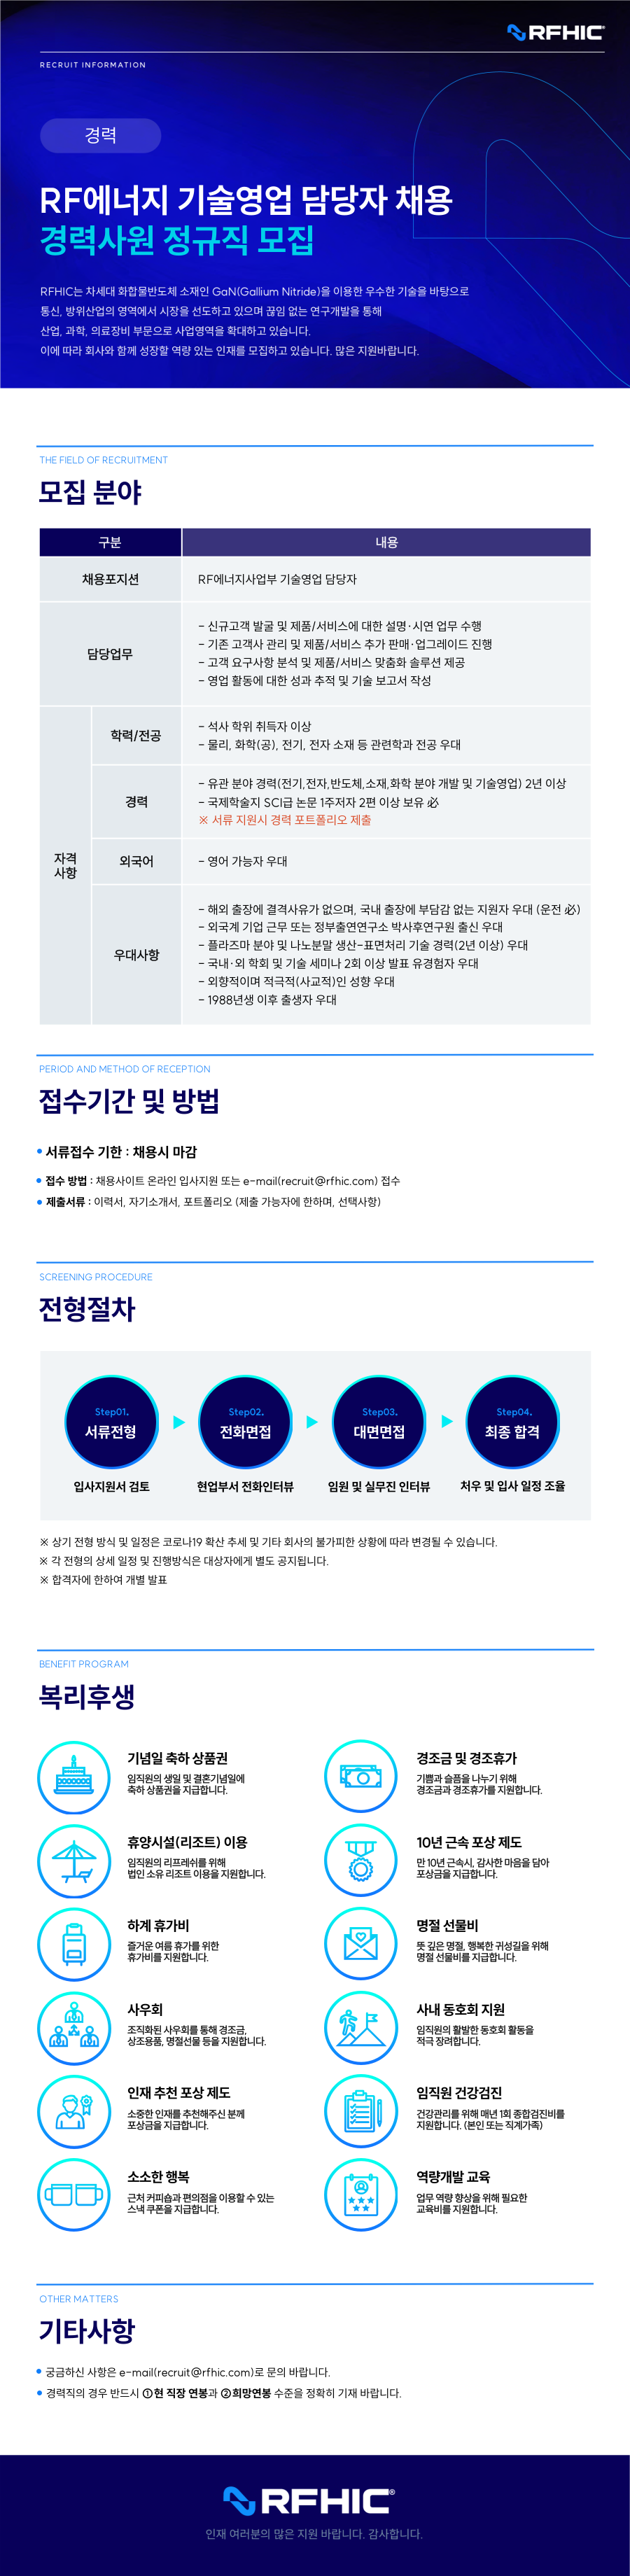 RFHIC®
RECRUIT INFORMATION
경력
RF에너지 기술영업 담당자 채용
경력사원 정규직 모집
RFHIC는 차세대 화합물반도체 소재인 GaN(Gallium Nitride)을 이용한 우수한 기술을 바탕으로
통신, 방위산업의 영역에서 시장을 선도하고 있으며 끊임 없는 연구개발을 통해
산업, 과학, 의료장비 부문으로 사업영역을 확대하고 있습니다.
이에 따라 회사와 함께 성장할 역량 있는 인재를 모집하고 있습니다. 많은 지원바랍니다.
THE FIELD OF RECRUITMENT
모집 분야
구분
내용
채용포지션
RF에너지사업부 기술영업 담당자
담당업무
- 신규고객 발굴 및 제품/서비스에 대한 설명·시연 업무 수행
- 기존 고객사 관리 및 제품/서비스 추가 판매·업그레이드 진행
- 고객 요구사항 분석 및 제품/서비스 맞춤화 솔루션 제공
- 영업 활동에 대한 성과 추적 및 기술 보고서 작성
자격
사항
학력/전공
- 석사 학위 취득자 이상
- 물리, 화학(공), 전기, 전자 소재 등 관련학과 전공 우대
경력
- 유관 분야 경력(전기,전자,반도체,소재,화학 분야 개발 및 기술영업) 2년 이상
- 국제학술지 SCI급 논문 1주저자 2편 이상 보유 必
※ 서류 지원시 경력 포트폴리오 제출
외국어
- 영어 가능자 우대
우대사항
- 해외 출장에 결격사유가 없으며, 국내 출장에 부담감 없는 지원자 우대 (운전 必)
- 외국계 기업 근무 또는 정부출연연구소 박사후연구원 출신 우대
- 플라즈마 분야 및 나노분말 생산-표면처리 기술 경력(2년 이상) 우대
- 국내·외 학회 및 기술 세미나 2회 이상 발표 유경험자 우대
- 외향적이며 적극적(사교적)인 성향 우대
- 1988년생 이후 출생자 우대
PERIOD AND METHOD OF RECEPTION
접수기간 및 방법
• 서류접수 기한 : 채용시 마감
• 접수 방법 : 채용사이트 온라인 입사지원 또는 e-mail(recruit@rfhic.com) 접수
• 제출서류 : 이력서, 자기소개서, 포트폴리오 (제출 가능자에 한하며, 선택사항)
SCREENING PROCEDURE
전형절차
Step01.
서류전형
입사지원서 검토
Step02.
전화면접
현업부서 전화인터뷰
Step03.
대면면접
임원 및 실무진 인터뷰
Step04.
최종 합격
처우 및 입사 일정 조율
※ 상기 전형 방식 및 일정은 코로나19 확산 추세 및 기타 회사의 불가피한 상황에 따라 변경될 수 있습니다.
※ 각 전형의 상세 일정 및 진행방식은 대상자에게 별도 공지됩니다.
※ 합격자에 한하여 개별 발표
BENEFIT PROGRAM
복리후생
기념일 축하 상품권
임직원의 생일 및 결혼기념일에
축하 상품권을 지급합니다.
경조금 및 경조휴가
기쁨과 슬픔을 나누기 위해
경조금과 경조휴가를 지원합니다.
휴양시설(리조트) 이용
임직원의 리프레쉬를 위해
법인 소유 리조트 이용을 지원합니다.
10년 근속 포상 제도
만 10년 근속시, 감사한 마음을 담아
포상금을 지급합니다.
하계 휴가비
즐거운 여름 휴가를 위한
휴가비를 지원합니다.
명절 선물비
뜻 깊은 명절, 행복한 귀성길을 위해
명절 선물비를 지급합니다.
사우회
조직화된 사우회를 통해 경조금,
상조용품, 명절선물 등을 지원합니다.
사내 동호회 지원
임직원의 활발한 동호회 활동을
적극 장려합니다.
인재 추천 포상 제도
소중한 인재를 추천해주신 분께
포상금을 지급합니다.
임직원 건강검진
건강관리를 위해 매년 1회 종합검진비를
지원합니다. (본인 또는 직계가족)
소소한 행복
근처 커피숍과 편의점을 이용할 수 있는
스낵 쿠폰을 지급합니다.
역량개발 교육
업무 역량 향상을 위해 필요한
교육비를 지원합니다.
OTHER MATTERS
기타사항
• 궁금하신 사항은 e-mail(recruit@rfhic.com)로 문의 바랍니다.
• 경력직의 경우 반드시 ①현 직장 연봉과 ②희망연봉 수준을 정확히 기재 바랍니다.
RFHIC®
인재 여러분의 많은 지원 바랍니다. 감사합니다.